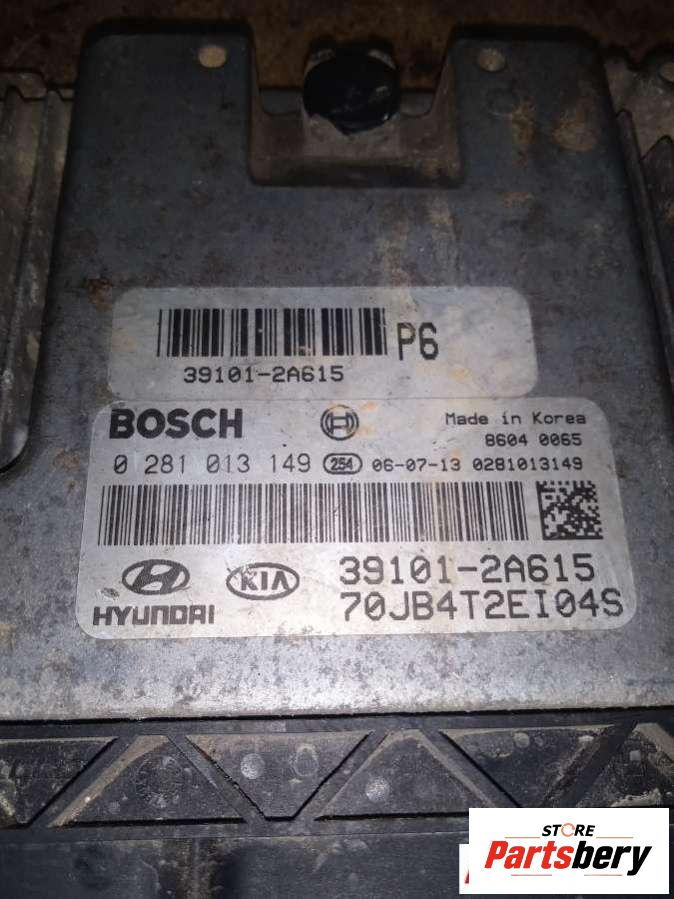 P6
39101-2A615
BOSCH
Made in Korea
8604 0065
0 281 013 149 254 06-07-13 0281013149
HYUNDAI KIA
39101-2A615
70JB4T2EI04S
STORE
Partsbery